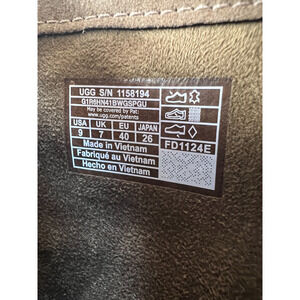 UGG S/N 1158194
G1R6HN41BWGSPGU
May be covered by Pat:
www.ugg.com/patents
USA UK EU JAPAN
9 7 40 26
FD1124E
Made in Vietnam
Fabriqué au Vietnam
Hecho en Vietnam